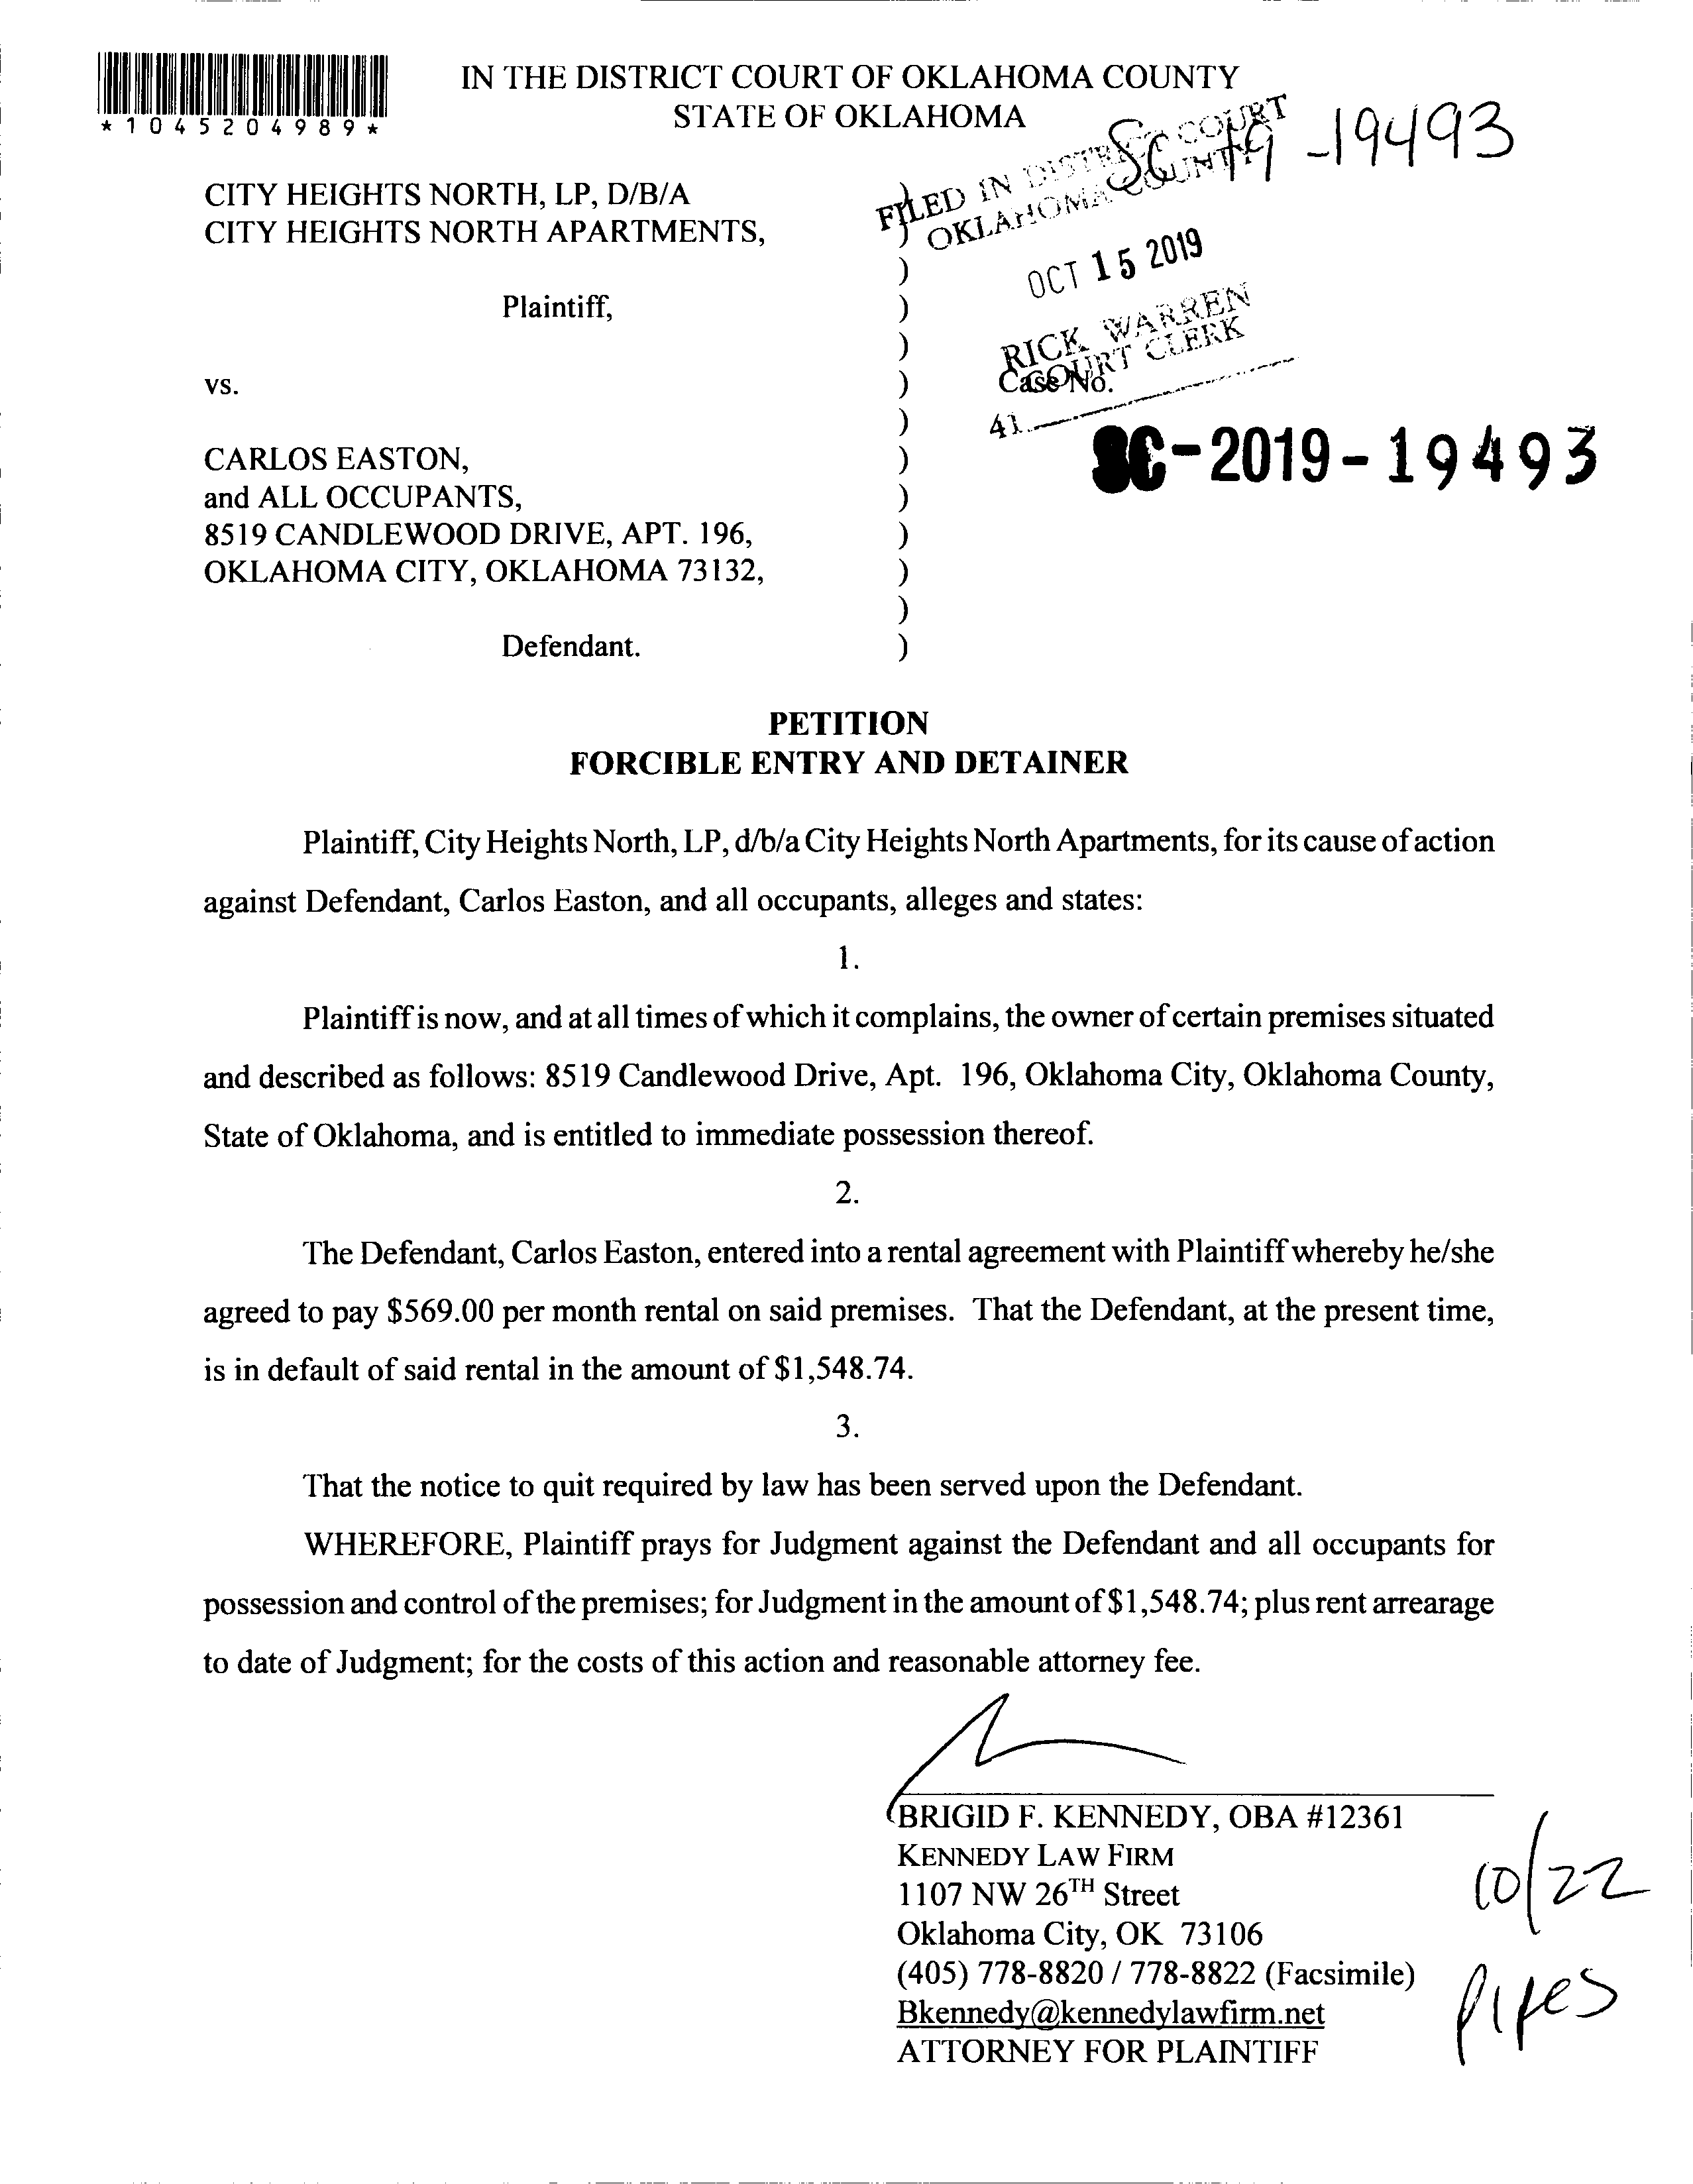 *1045204989*
IN THE DISTRICT COURT OF OKLAHOMA COUNTY
STATE OF OKLAHOMA
SC-19-19493
FILED IN DISTRICT COURT
OKLAHOMA COUNTY
OCT 15 2019
RICK WARREN
COURT CLERK
41
CITY HEIGHTS NORTH, LP, D/B/A )
CITY HEIGHTS NORTH APARTMENTS, )
)
Plaintiff, )
)
vs. ) Case No.
)
SC-2019-19493
CARLOS EASTON, )
and ALL OCCUPANTS, )
8519 CANDLEWOOD DRIVE, APT. 196, )
OKLAHOMA CITY, OKLAHOMA 73132, )
)
Defendant. )
PETITION
FORCIBLE ENTRY AND DETAINER
Plaintiff, City Heights North, LP, d/b/a City Heights North Apartments, for its cause of action
against Defendant, Carlos Easton, and all occupants, alleges and states:
1.
Plaintiff is now, and at all times of which it complains, the owner of certain premises situated
and described as follows: 8519 Candlewood Drive, Apt. 196, Oklahoma City, Oklahoma County,
State of Oklahoma, and is entitled to immediate possession thereof.
2.
The Defendant, Carlos Easton, entered into a rental agreement with Plaintiff whereby he/she
agreed to pay $569.00 per month rental on said premises. That the Defendant, at the present time,
is in default of said rental in the amount of $1,548.74.
3.
That the notice to quit required by law has been served upon the Defendant.
WHEREFORE, Plaintiff prays for Judgment against the Defendant and all occupants for
possession and control of the premises; for Judgment in the amount of $1,548.74; plus rent arrearage
to date of Judgment; for the costs of this action and reasonable attorney fee.
BRIGID F. KENNEDY, OBA #12361
KENNEDY LAW FIRM
1107 NW 26TH Street
Oklahoma City, OK 73106
(405) 778-8820 / 778-8822 (Facsimile)
Bkennedy@kennedylawfirm.net
ATTORNEY FOR PLAINTIFF
10/22
Pipes